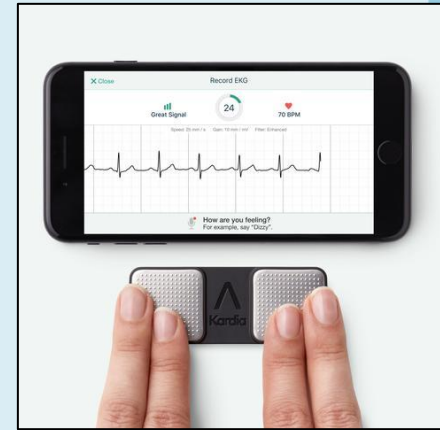 Close
Record EKG
Great Signal
24
70 BPM
Speed: 25 mm / s Gain: 10 mm / mV Filter: Enhanced
How are you feeling?
For example, say "Dizzy".
Kardia